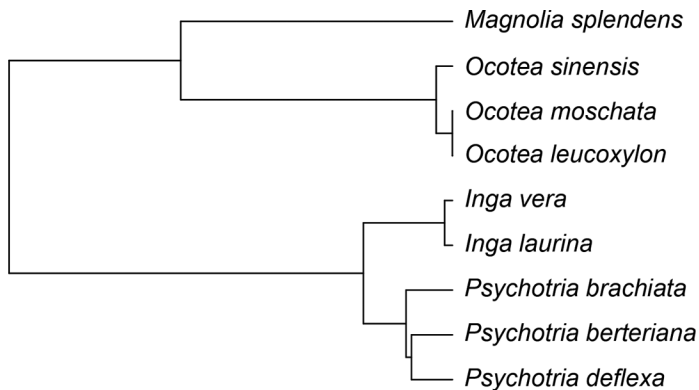 Magnolia splendens
Ocotea sinensis
Ocotea moschata
Ocotea leucoxylon
Inga vera
Inga laurina
Psychotria brachiata
Psychotria berteriana
Psychotria deflexa